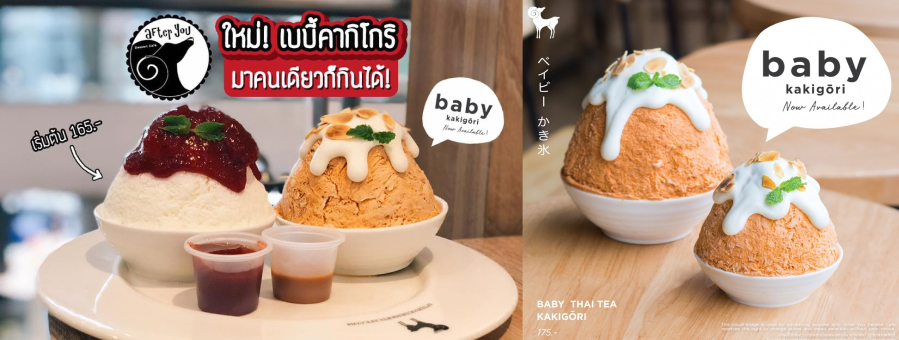 after you
Dessert Café
ใหม่! เบบี้คากิโกริ
มาคนเดียวก็กินได้!
เริ่มต้น 165.-
baby
kakigōri
Now Available!
ベイビー かき氷
baby
kakigōri
Now Available!
BABY THAI TEA
KAKIGŌRI
175.-